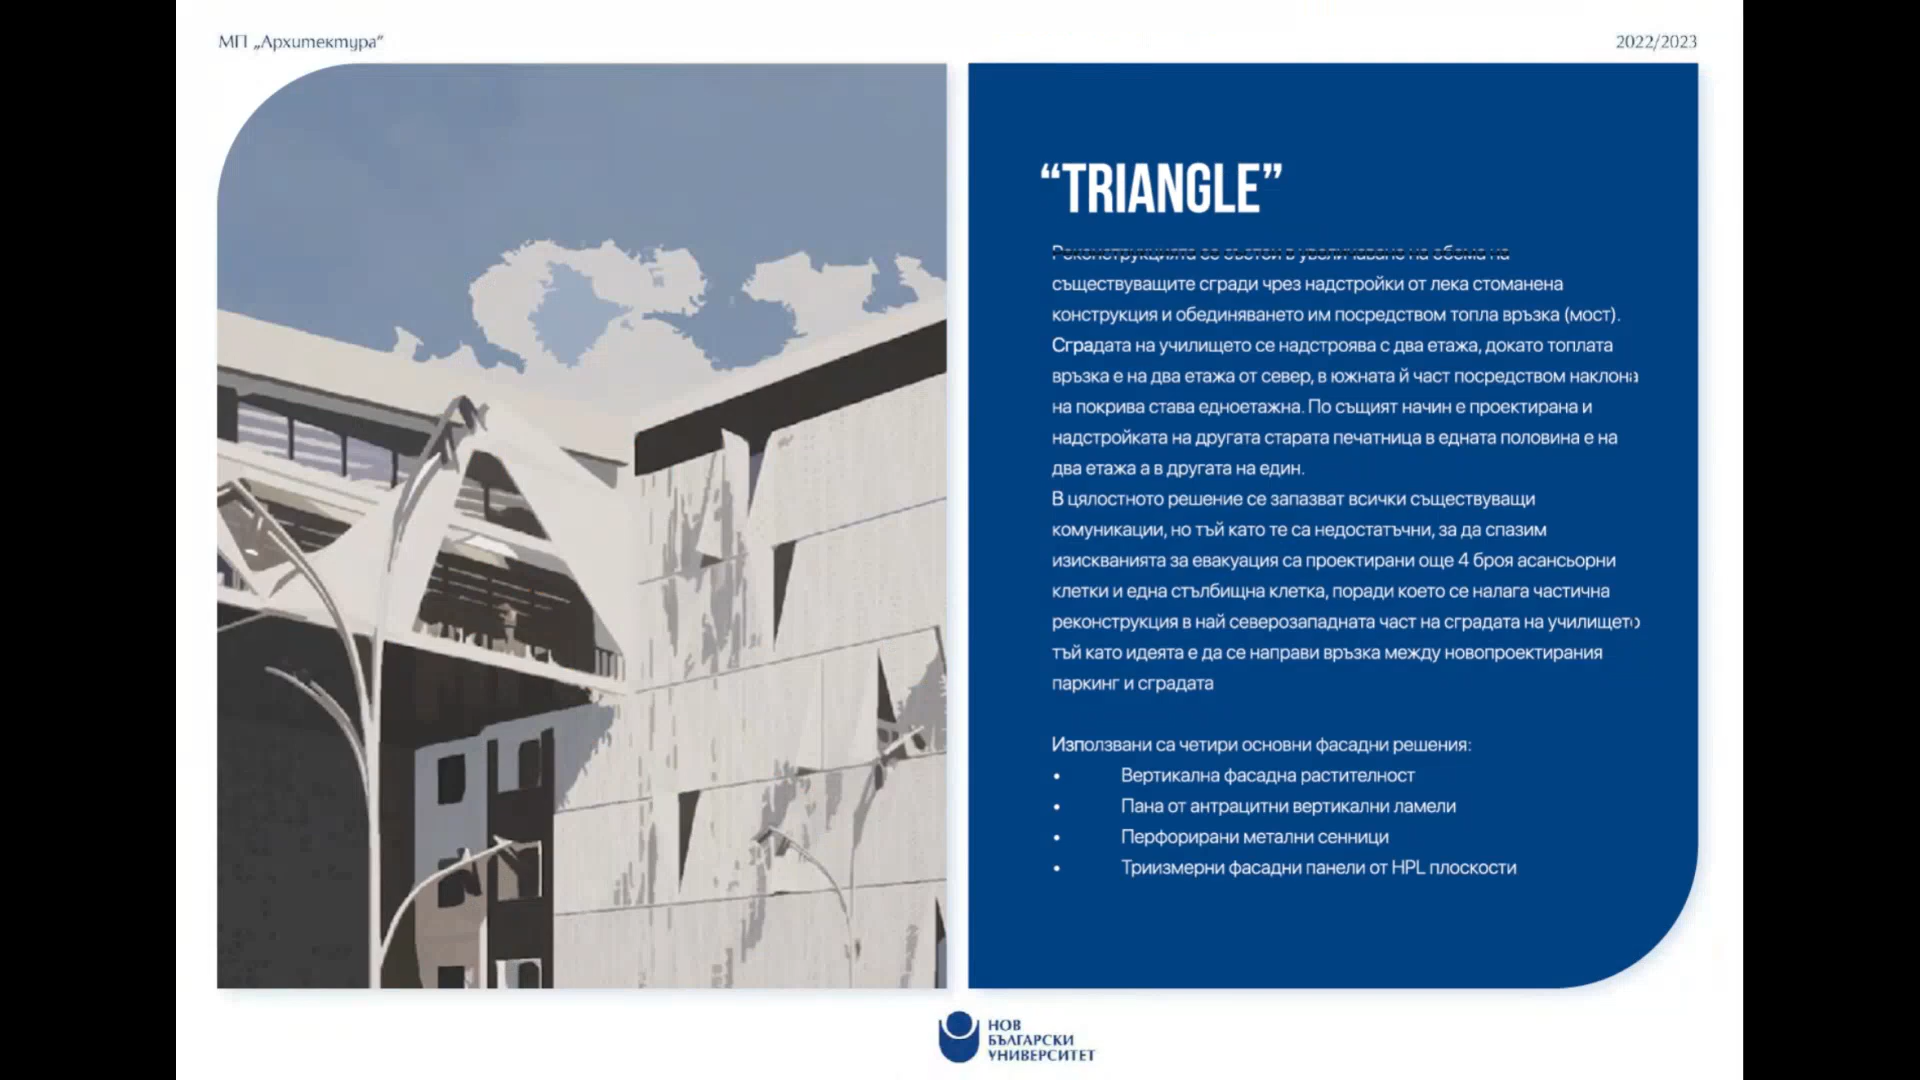 МП „Архитектура“
2022/2023
“TRIANGLE”
Реконструкцията се състои в увеличаване на обема на
съществуващите сгради чрез надстройки от лека стоманена
конструкция и обединяването им посредством топла връзка (мост).
Сградата на училището се надстроява с два етажа, докато топлата
връзка е на два етажа от север, в южната й част посредством наклона
на покрива става едноетажна. По същият начин е проектирана и
надстройката на другата старата печатница в едната половина е на
два етажа а в другата на един.
В цялостното решение се запазват всички съществуващи
комуникации, но тъй като те са недостатъчни, за да спазим
изискванията за евакуация са проектирани още 4 броя асансьорни
клетки и една стълбищна клетка, поради което се налага частична
реконструкция в най северозападната част на сградата на училището
тъй като идеята е да се направи връзка между новопроектирания
паркинг и сградата
Използвани са четири основни фасадни решения:
• Вертикална фасадна растителност
• Пана от антрацитни вертикални ламели
• Перфорирани метални сенници
• Триизмерни фасадни панели от HPL плоскости
НОВ
БЪЛГАРСКИ
УНИВЕРСИТЕТ